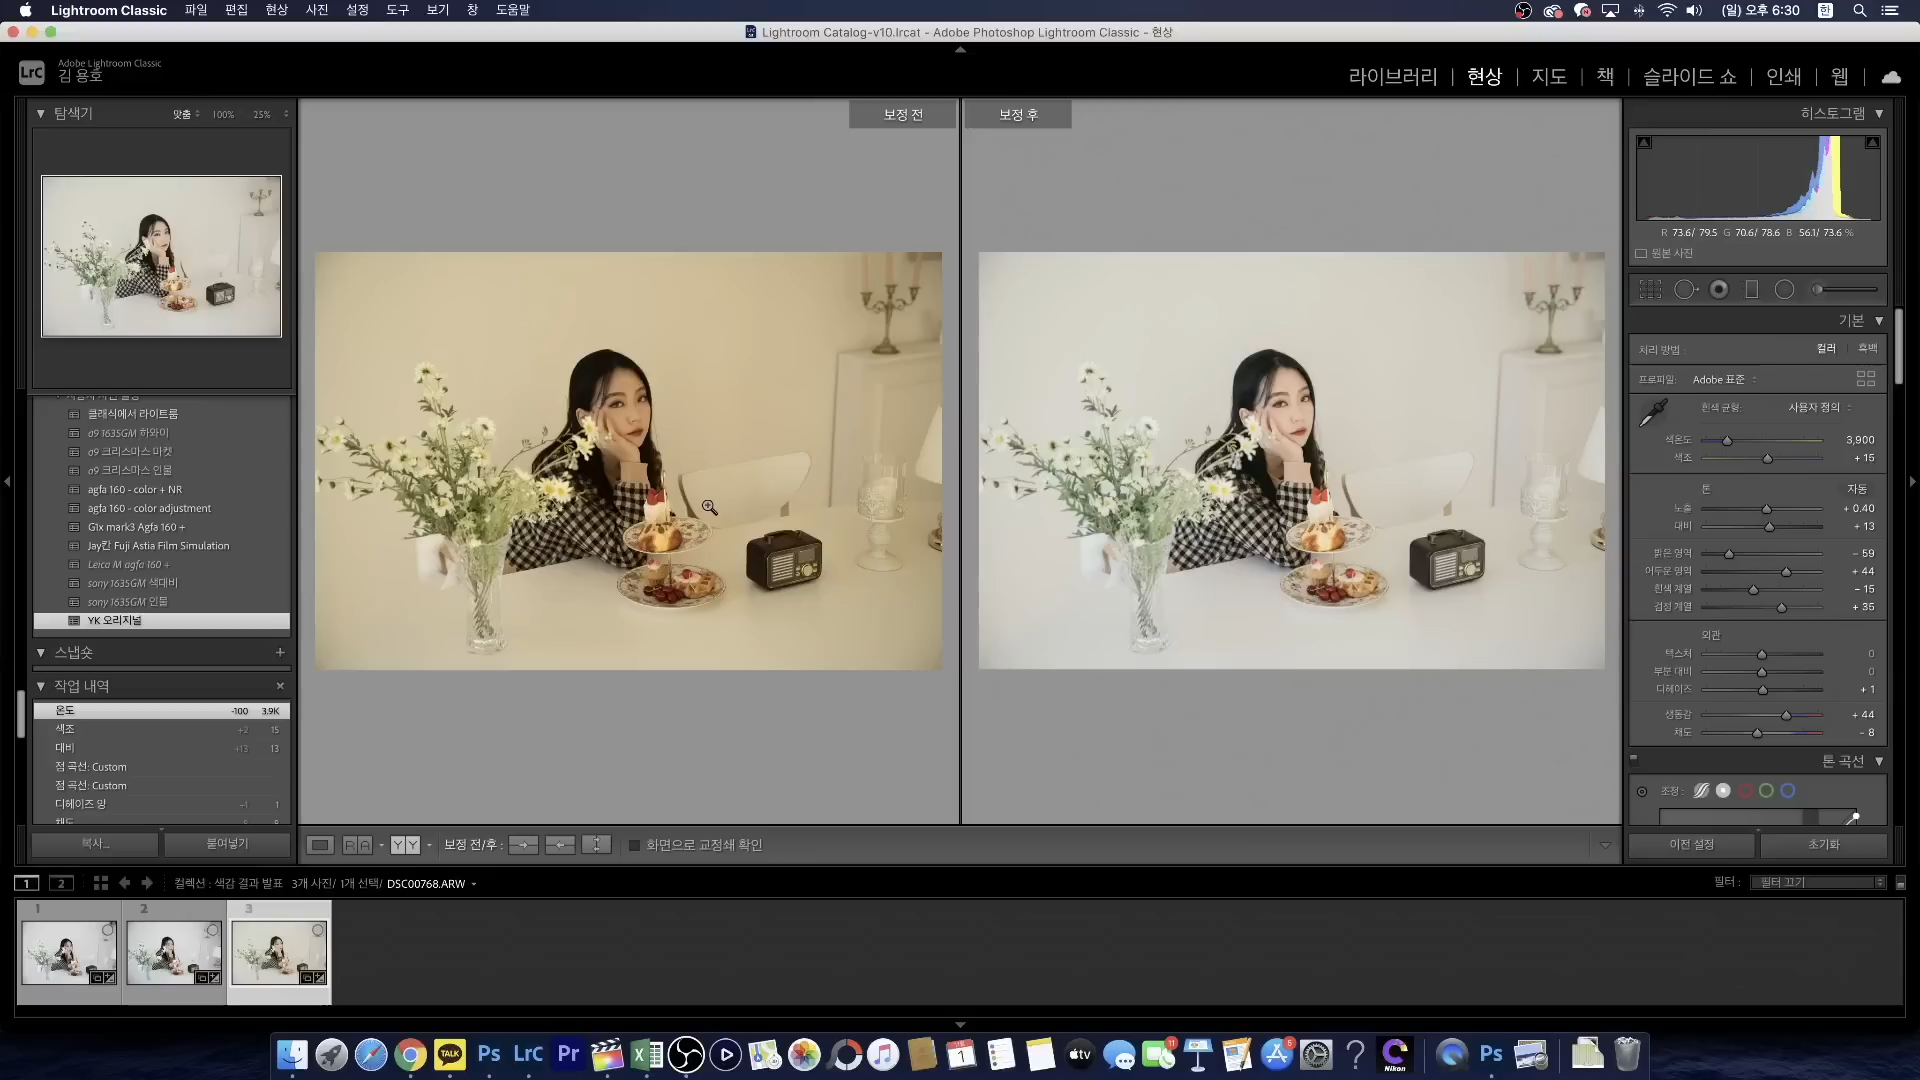 Lightroom Classic 파일 편집 현상 사진 설정 도구 보기 창 도움말 (일) 오후 6:30 한
Lightroom Catalog-v10.lrcat - Adobe Photoshop Lightroom Classic - 현상
LrC Adobe Lightroom Classic
김 용호
라이브러리 현상 지도 책 슬라이드 쇼 인쇄 웹
탐색기 맞춤 100% 25%
클래식에서 라이트룸
a9 1635GM 하와이
a9 크리스마스 마켓
a9 크리스마스 인물
agfa 160 - color + NR
agfa 160 - color adjustment
G1x mark3 Agfa 160 +
Jay칸 Fuji Astia Film Simulation
Leica M agfa 160 +
sony 1635GM 색대비
sony 1635GM 인물
YK 오리지널
스냅숏 +
작업 내역 ×
온도 -100 3.9K
색조 +2 15
대비 +13 13
점 곡선: Custom
점 곡선: Custom
디헤이즈 양 -1 1
복사... 붙여넣기
보정 전
보정 후
보정 전/후 : 화면으로 교정쇄 확인
히스토그램
R 73.6/ 79.5 G 70.6/ 78.6 B 56.1/ 73.6 %
원본 사진
기본
처리 방법 : 컬러 흑백
프로파일: Adobe 표준
흰색 균형: 사용자 정의
색온도 3,900
색조 + 15
톤 자동
노출 + 0.40
대비 + 13
밝은 영역 - 59
어두운 영역 + 44
흰색 계열 - 15
검정 계열 + 35
외관
텍스처 0
부분 대비 0
디헤이즈 + 1
생동감 + 44
채도 - 8
톤 곡선
조정 :
이전 설정 초기화
1 2 컬렉션 : 색감 결과 발표 3개 사진/ 1개 선택/ DSC00768.ARW 필터 : 필터 끄기
1 2 3
TALK Ps LrC Pr 1 tv 11 5 Nikon Ps